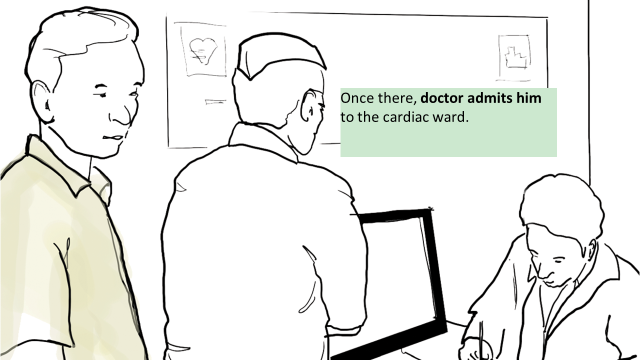 Once there, doctor admits him
to the cardiac ward.